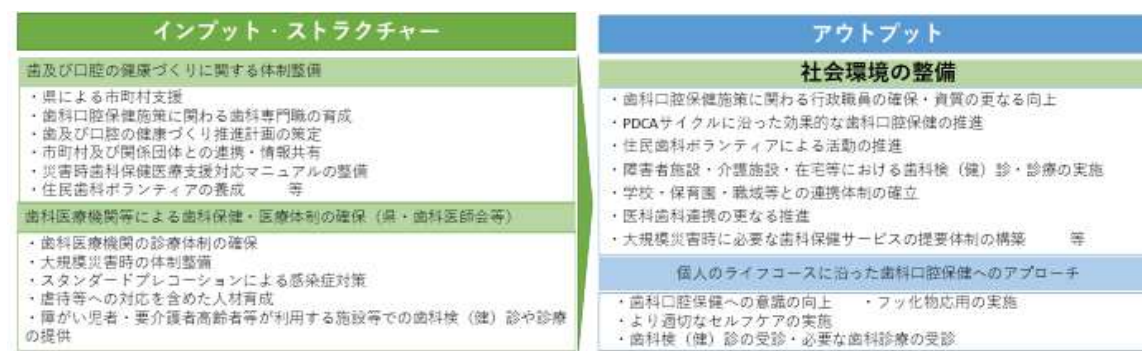 インプット・ストラクチャー
歯及び口腔の健康づくりに関する体制整備
・県による市町村支援
・歯科口腔保健施策に関わる歯科専門職の育成
・歯及び口腔の健康づくり推進計画の策定
・市町村及び関係団体との連携・情報共有
・災害時歯科保健医療支援対応マニュアルの整備
・住民歯科ボランティアの養成 等
歯科医療機関等による歯科保健・医療体制の確保（県・歯科医師会等）
・歯科医療機関の診療体制の確保
・大規模災害時の体制整備
・スタンダードプレコーションによる感染症対策
・虐待等への対応を含めた人材育成
・障がい児者・要介護者高齢者等が利用する施設等での歯科検（健）診や診療
の提供
アウトプット
社会環境の整備
・歯科口腔保健施策に関わる行政職員の確保・資質の更なる向上
・PDCAサイクルに沿った効果的な歯科口腔保健の推進
・住民歯科ボランティアによる活動の推進
・障害者施設・介護施設・在宅等における歯科検（健）診・診療の実施
・学校・保育園・職域等との連携体制の確立
・医科歯科連携の更なる推進
・大規模災害時に必要な歯科保健サービスの提要体制の構築 等
個人のライフコースに沿った歯科口腔保健へのアプローチ
・歯科口腔保健への意識の向上 ・フッ化物応用の実施
・より適切なセルフケアの実施
・歯科検（健）診の受診・必要な歯科診療の受診